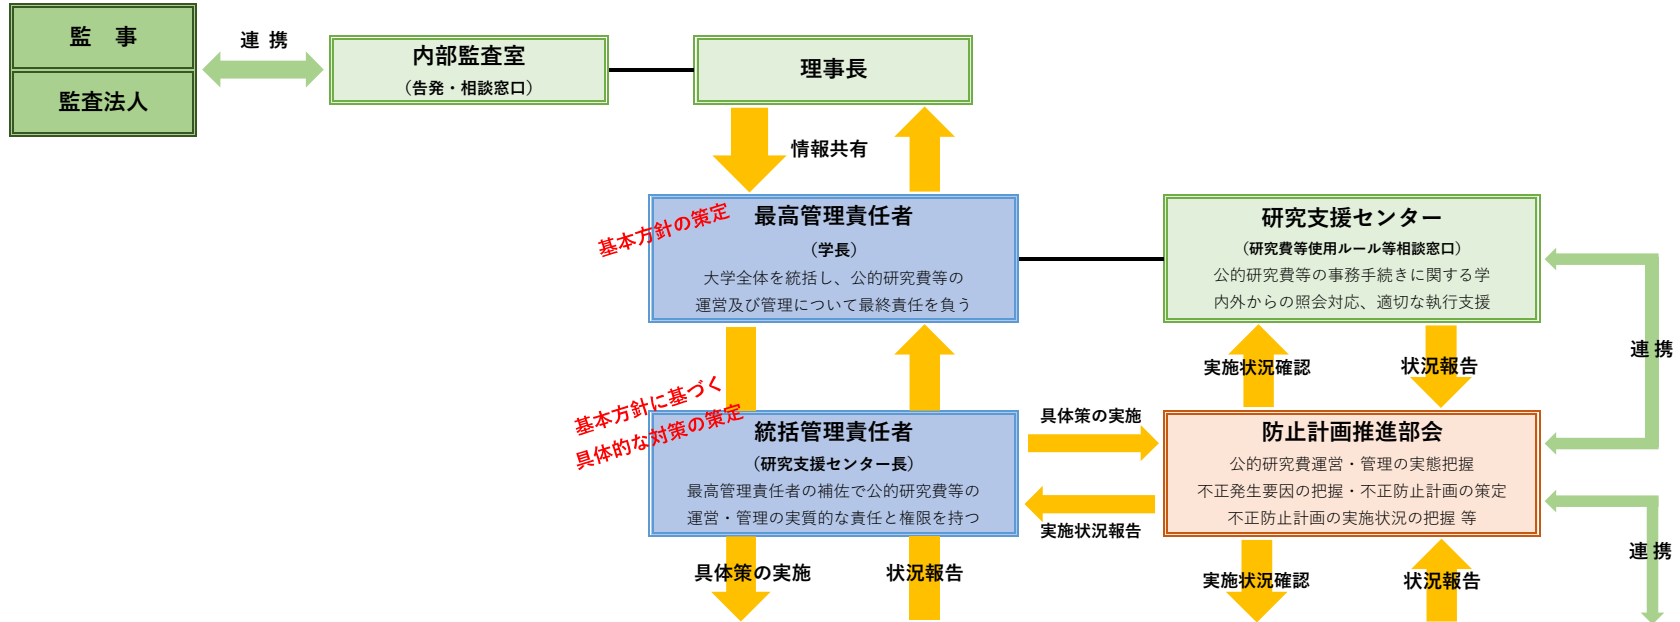 監　事
監査法人
連 携
内部監査室
（告発・相談窓口）
理事長
情報共有
基本方針の策定
最高管理責任者
（学長）
大学全体を統括し、公的研究費等の
運営及び管理について最終責任を負う
研究支援センター
（研究費等使用ルール等相談窓口）
公的研究費等の事務手続きに関する学
内外からの照会対応、適切な執行支援
連 携
実施状況確認
状況報告
基本方針に基づく
具体的な対策の策定
統括管理責任者
（研究支援センター長）
最高管理責任者の補佐で公的研究費等の
運営・管理の実質的な責任と権限を持つ
具体策の実施
実施状況報告
防止計画推進部会
公的研究費運営・管理の実態把握
不正発生要因の把握・不正防止計画の策定
不正防止計画の実施状況の把握 等
連 携
具体策の実施
状況報告
実施状況確認
状況報告